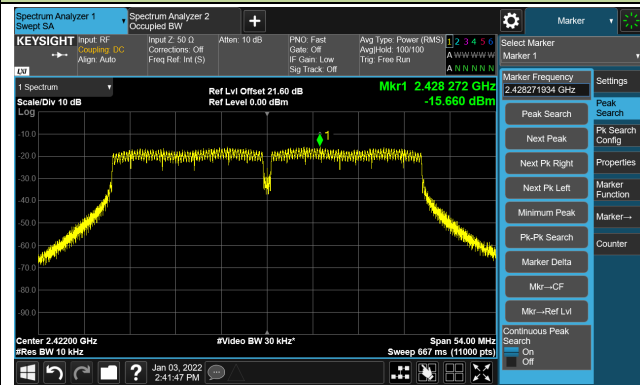 Spectrum Analyzer 1
Swept SA
Spectrum Analyzer 2
Occupied BW
+
Marker
KEYSIGHT
Input: RF
Coupling: DC
Align: Auto
Input Z: 50 Ω
Corrections: Off
Freq Ref: Int (S)
Atten: 10 dB
PNO: Fast
Gate: Off
IF Gain: Low
Sig Track: Off
Avg Type: Power (RMS)
Avg|Hold: 100/100
Trig: Free Run
1 2 3 4 5 6
A W W W W W
A N N N N N
LXI
Select Marker
Marker 1
1 Spectrum
Scale/Div 10 dB
Log
Ref Lvl Offset 21.60 dB
Ref Level 0.00 dBm
Mkr1 2.428 272 GHz
-15.660 dBm
1
-10.0
-20.0
-30.0
-40.0
-50.0
-60.0
-70.0
-80.0
-90.0
Center 2.42200 GHz
#Res BW 10 kHz
#Video BW 30 kHz*
Span 54.00 MHz
Sweep 667 ms (11000 pts)
Marker Frequency
2.428271934 GHz
Peak Search
Next Peak
Next Pk Right
Next Pk Left
Minimum Peak
Pk-Pk Search
Marker Delta
Mkr→CF
Mkr→Ref Lvl
Continuous Peak
Search
On
Off
Settings
Peak
Search
Pk Search
Config
Properties
Marker
Function
Marker→
Counter
?
Jan 03, 2022
2:41:47 PM